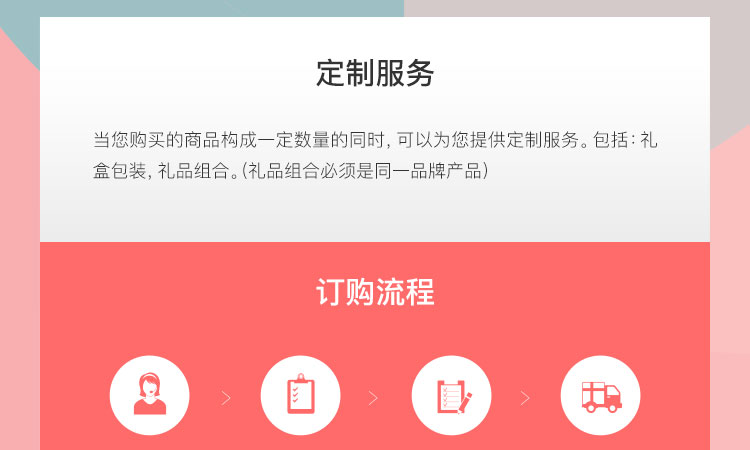 定制服务
当您购买的商品构成一定数量的同时，可以为您提供定制服务。包括：礼
盒包装，礼品组合。(礼品组合必须是同一品牌产品)
订购流程